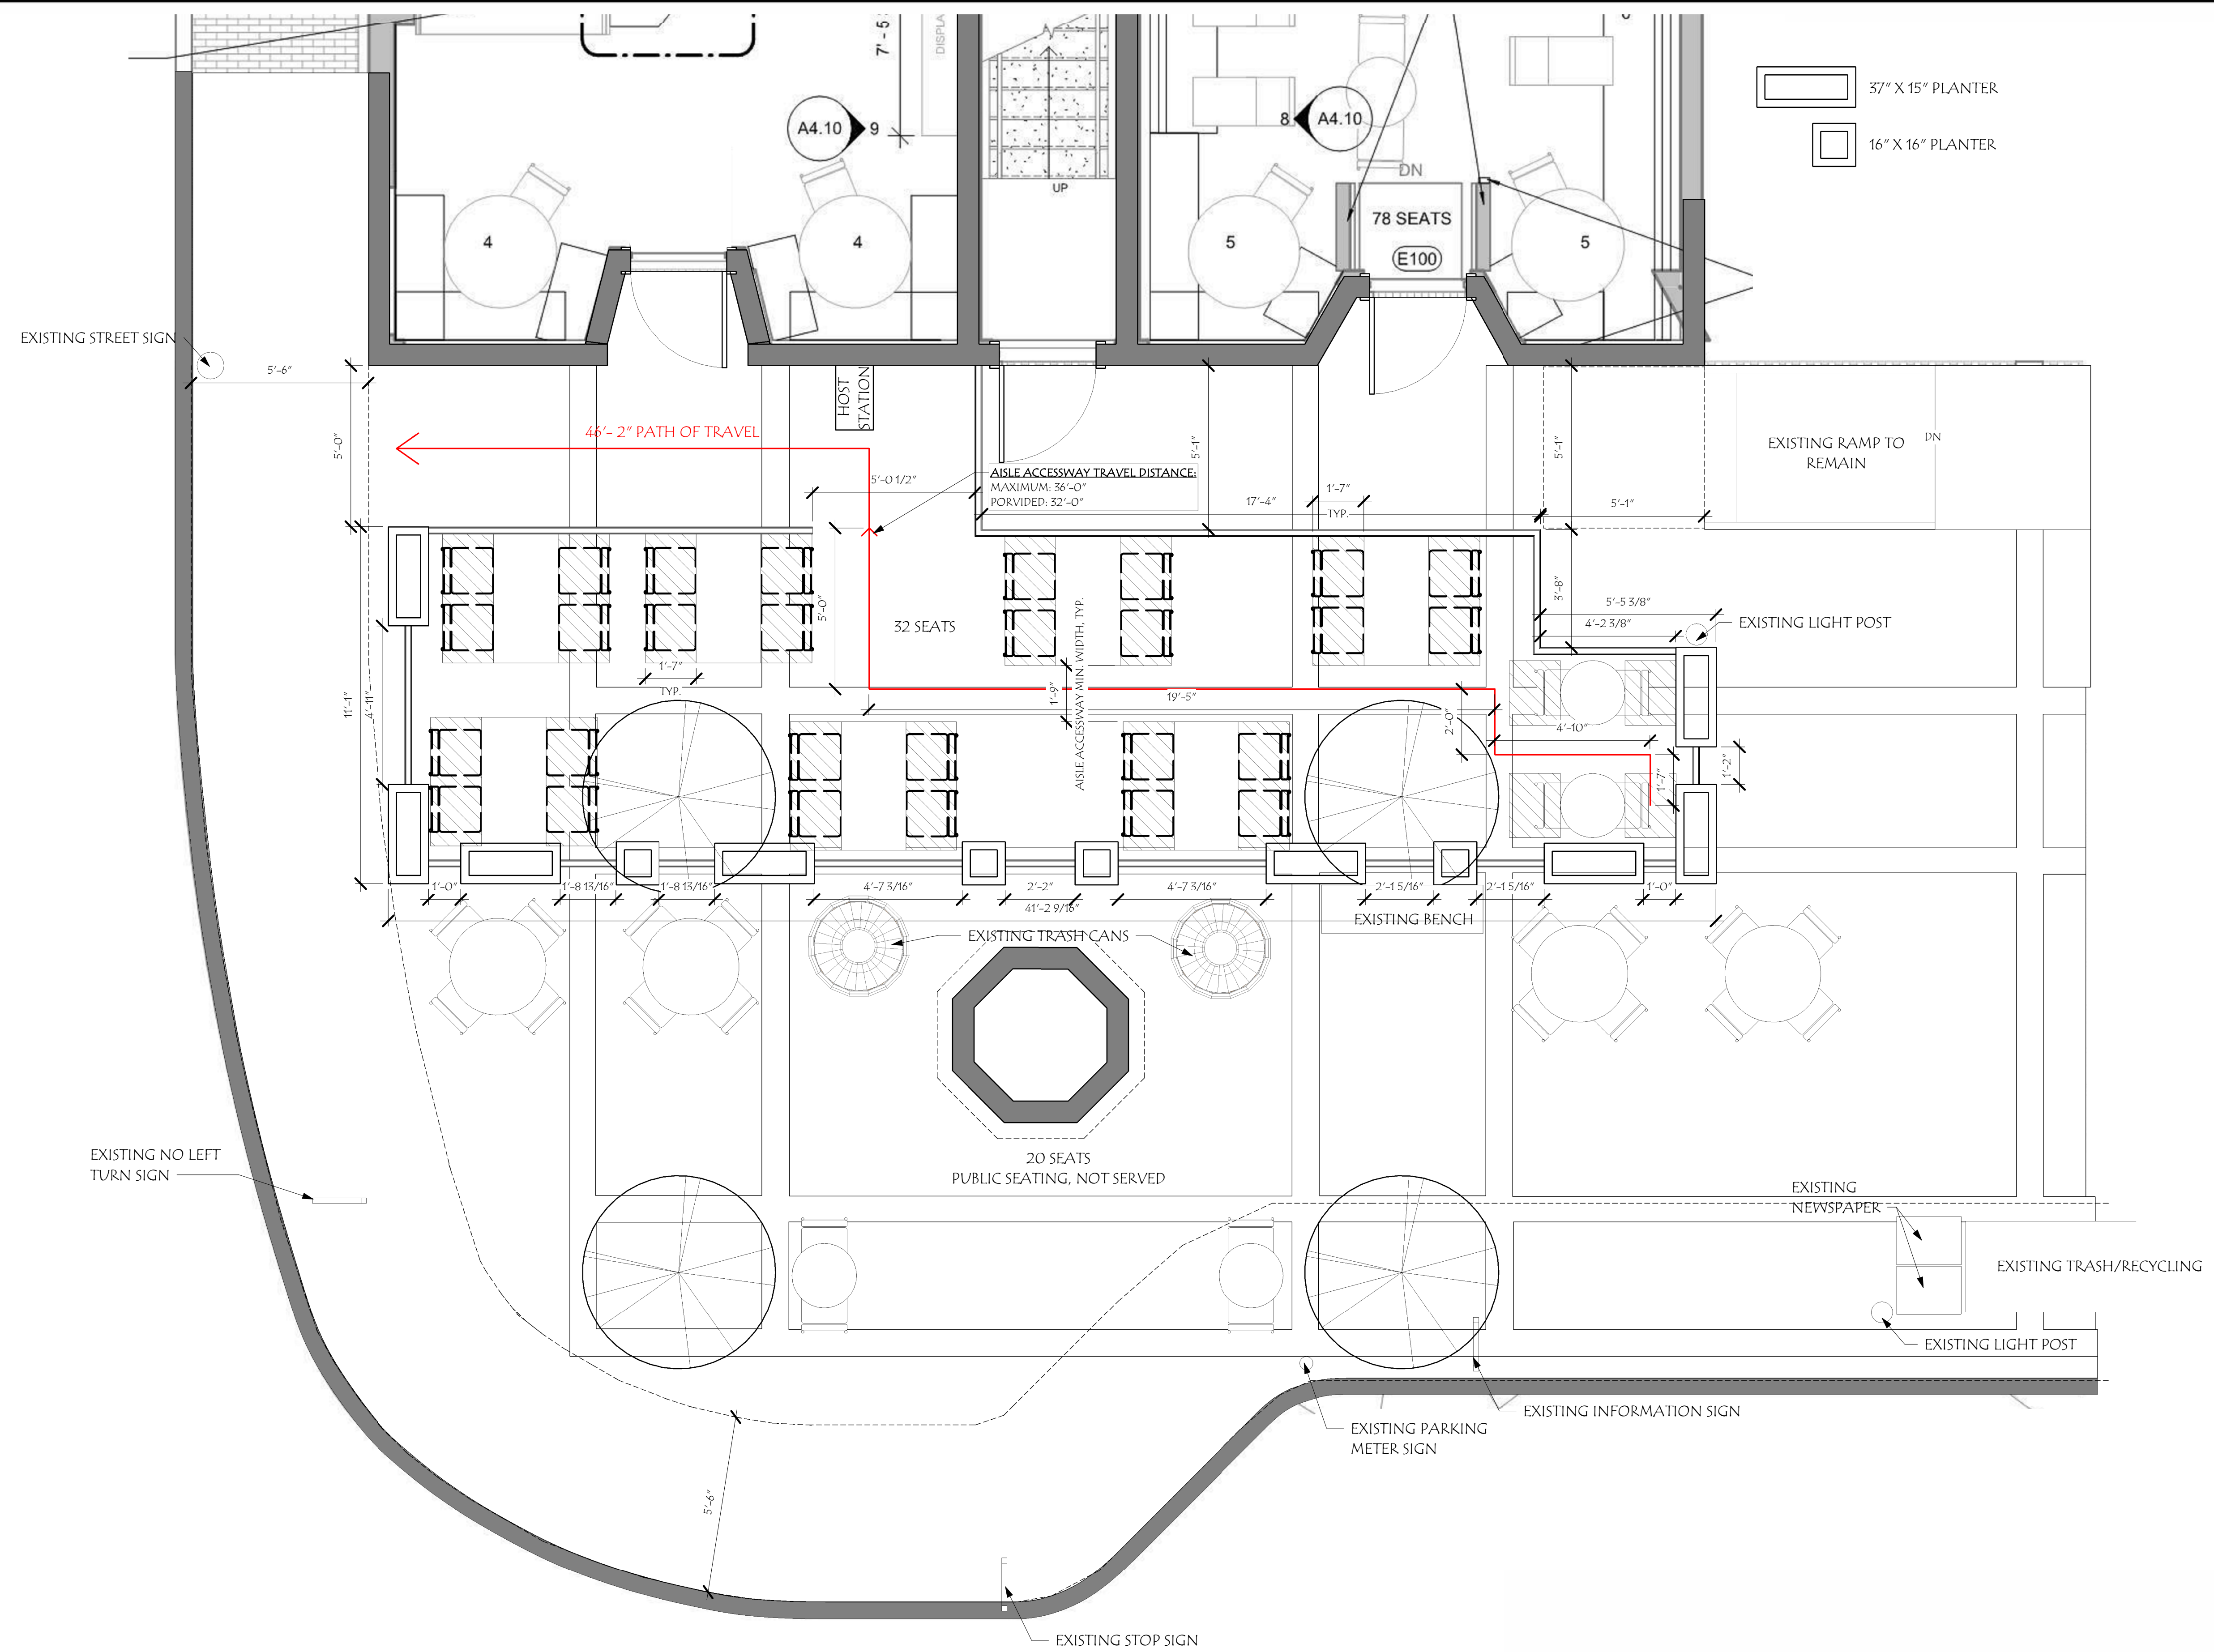 7' - 5
DISPLA
37" X 15" PLANTER
16" X 16" PLANTER
A4.10
9
8
A4.10
UP
DN
78 SEATS
E100
4
4
5
5
EXISTING STREET SIGN
5'-6"
5'-0"
HOST
STATION
46'- 2" PATH OF TRAVEL
5'-0 1/2"
AISLE ACCESSWAY TRAVEL DISTANCE:
MAXIMUM: 36'-0"
PORVIDED: 32'-0"
5'-1"
17'-4"
1'-7"
TYP.
5'-1"
5'-1"
EXISTING RAMP TO
REMAIN
DN
3'-8"
5'-5 3/8"
4'-2 3/8"
EXISTING LIGHT POST
32 SEATS
5'-0"
1'-7"
TYP.
11'-1"
4'-11"
1'-9"
AISLE ACCESSWAY MIN. WIDTH, TYP.
19'-5"
2'-0"
4'-10"
1'-7"
1'-2"
1'-0"
1'-8 13/16"
1'-8 13/16"
4'-7 3/16"
2'-2"
4'-7 3/16"
2'-1 5/16"
2'-1 5/16"
1'-0"
41'-2 9/16"
EXISTING BENCH
EXISTING TRASH CANS
20 SEATS
PUBLIC SEATING, NOT SERVED
EXISTING NO LEFT
TURN SIGN
EXISTING
NEWSPAPER
EXISTING TRASH/RECYCLING
EXISTING LIGHT POST
EXISTING INFORMATION SIGN
EXISTING PARKING
METER SIGN
5'-6"
EXISTING STOP SIGN